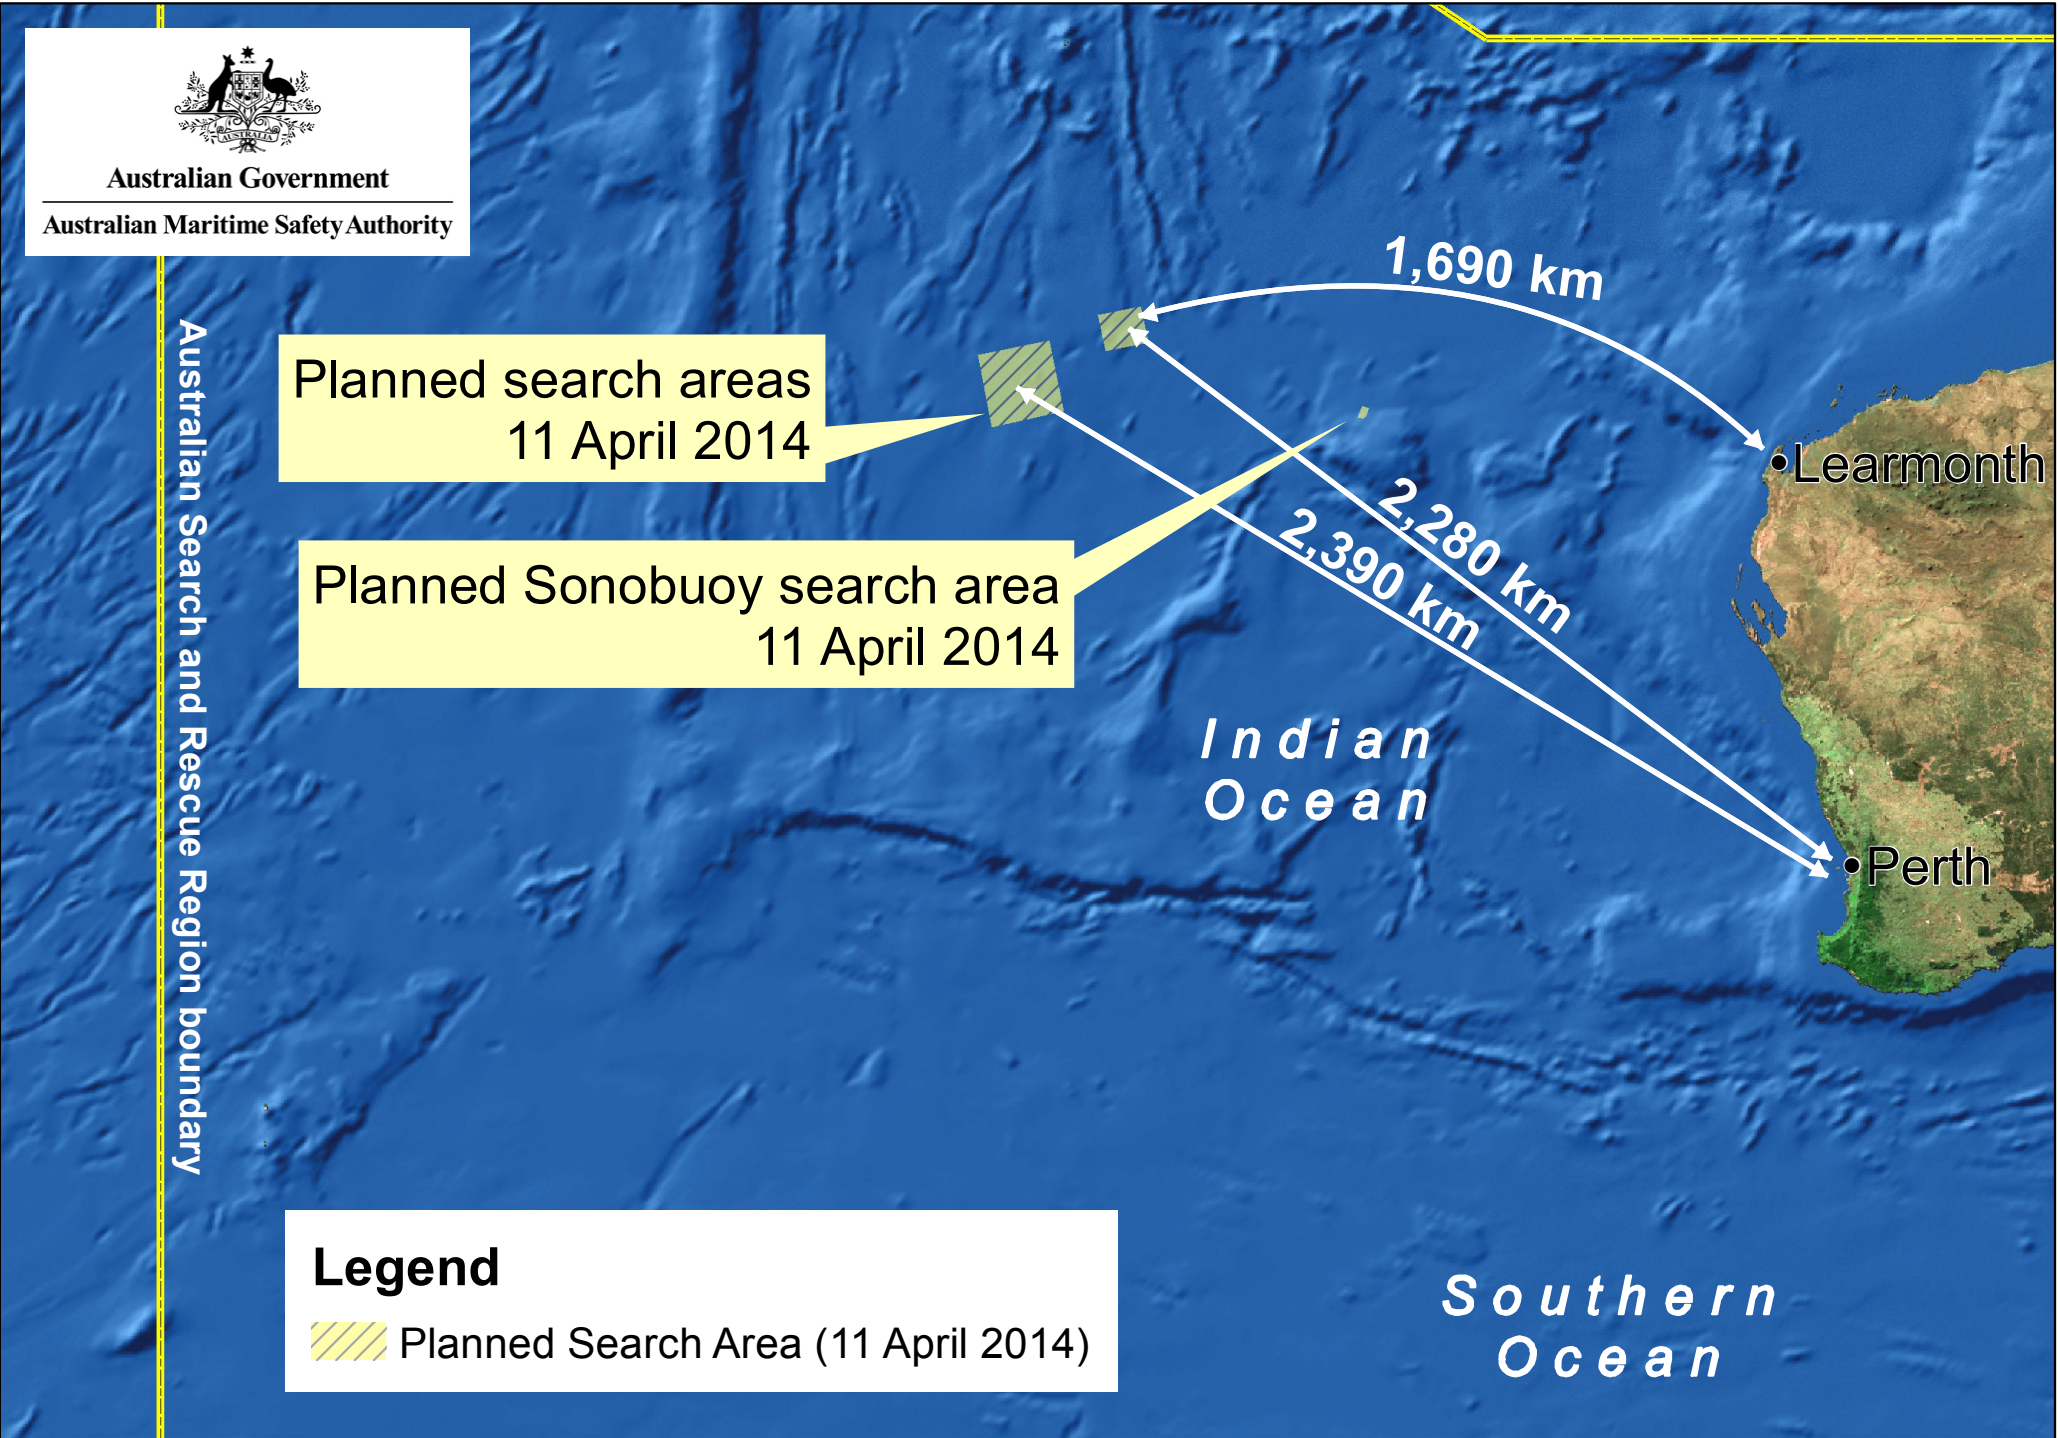 AUSTRALIA
Australian Government
Australian Maritime Safety Authority
Australian Search and Rescue Region boundary
1,690 km
Planned search areas
11 April 2014
Learmonth
2,280 km
2,390 km
Planned Sonobuoy search area
11 April 2014
Indian
Ocean
Perth
Legend
Planned Search Area (11 April 2014)
Southern
Ocean